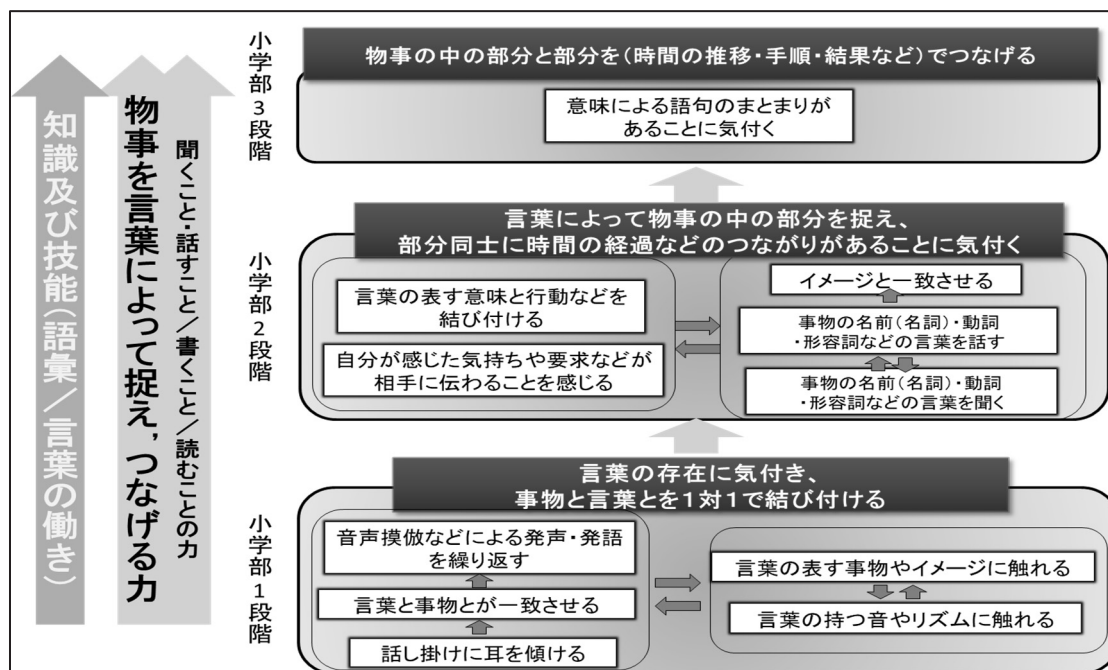 知識及び技能(語彙／言葉の働き)
物事を言葉によって捉え，つなげる力
聞くこと・話すこと／書くこと／読むことの力
小学部3段階
物事の中の部分と部分を(時間の推移・手順・結果など)でつなげる
意味による語句のまとまりが
あることに気付く
小学部2段階
言葉によって物事の中の部分を捉え、
部分同士に時間の経過などのつながりがあることに気付く
言葉の表す意味と行動などを
結び付ける
自分が感じた気持ちや要求などが
相手に伝わることを感じる
イメージと一致させる
事物の名前(名詞)・動詞
・形容詞などの言葉を話す
事物の名前(名詞)・動詞
・形容詞などの言葉を聞く
小学部1段階
言葉の存在に気付き、
事物と言葉とを1対1で結び付ける
音声摸倣などによる発声・発語
を繰り返す
言葉と事物とが一致させる
話し掛けに耳を傾ける
言葉の表す事物やイメージに触れる
言葉の持つ音やリズムに触れる